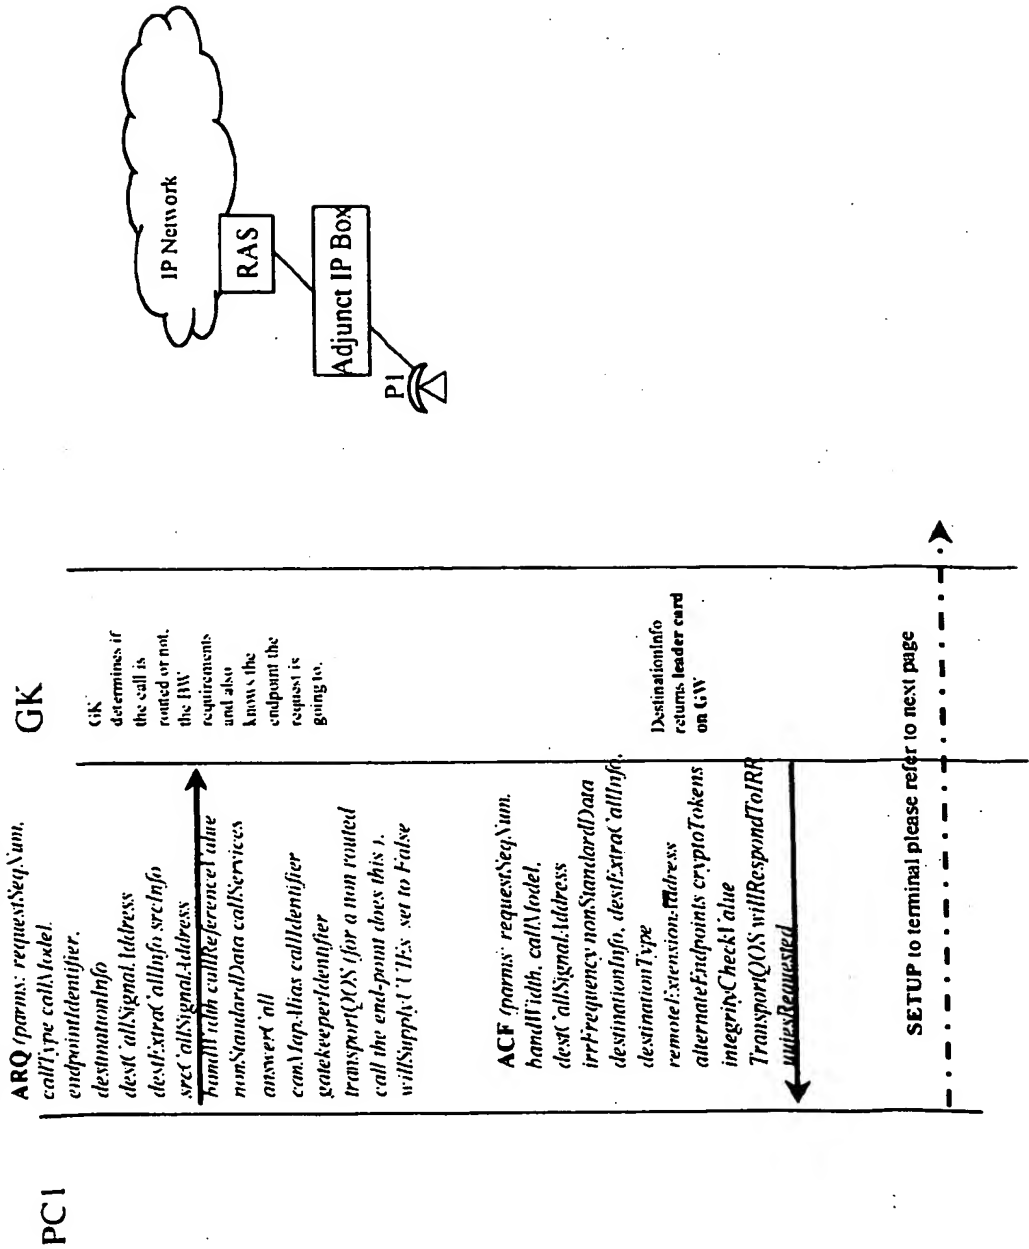 PC1
GK
ARQ (parms: requestSeqNum,
callType callModel,
endpointIdentifier,
destinationInfo
destCallSignalAddress
destExtraCallInfo srcInfo
srcCallSignalAddress
bandWidth callReferenceValue
nonStandardData callServices
answerCall
canMapAlias callIdentifier
gatekeeperIdentifier
transportQOS (for a non routed
call the end-point does this ).
willSupplyUUIEs set to False
GK
determines if
the call is
routed or not,
the BW
requirements
and also
knows the
endpoint the
request is
going to.
ACF (parms: requestSeqNum,
bandWidth, callModel,
destCallSignalAddress
irrFrequency nonStandardData
destinationInfo, destExtraCallInfo,
destinationType
remoteExtensionAddress
alternateEndpoints cryptoTokens
integrityCheckValue
TransportQOS willRespondToIRR
uuiesRequested
DestinationInfo
returns leader card
on GW
SETUP to terminal please refer to next page
IP Network
RAS
Adjunct IP Box
P1